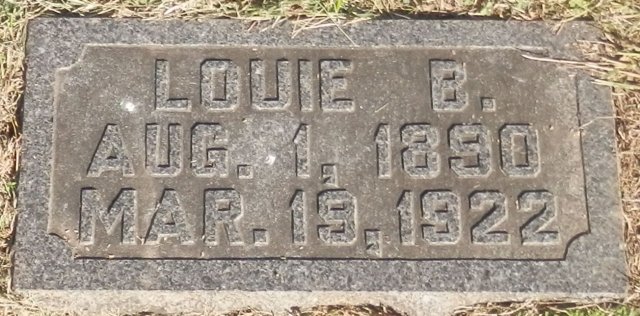 LOUIE B.
AUG. 1, 1890
MAR. 19, 1922